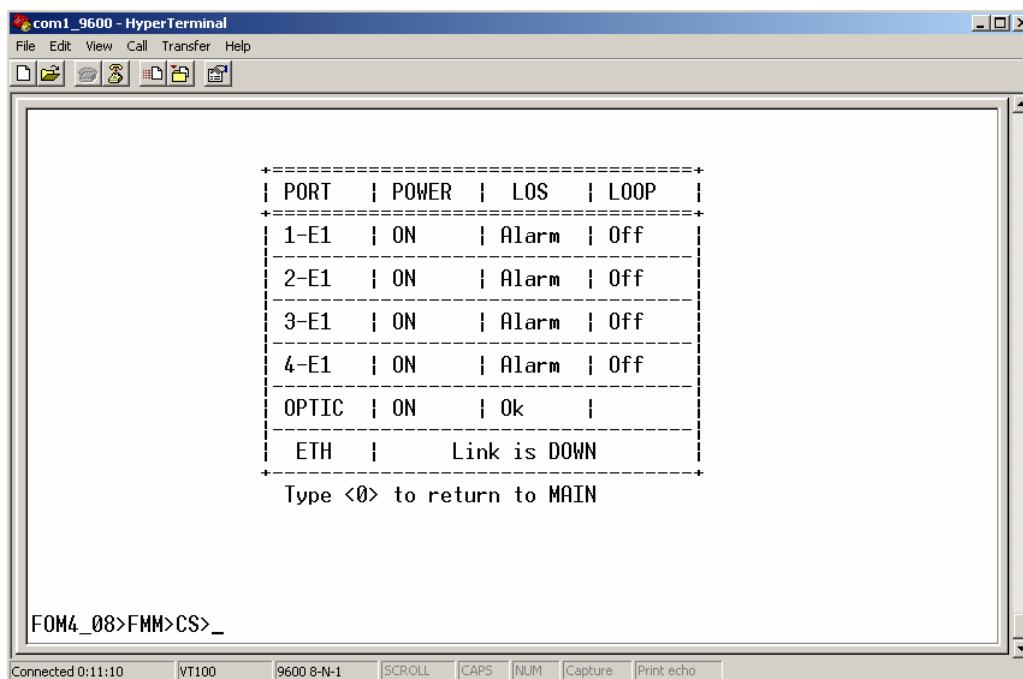 com1_9600 - HyperTerminal
File Edit View Call Transfer Help
+=====================================+
| PORT | POWER | LOS | LOOP |
+=====================================+
| 1-E1 | ON | Alarm | Off |
| 2-E1 | ON | Alarm | Off |
| 3-E1 | ON | Alarm | Off |
| 4-E1 | ON | Alarm | Off |
| OPTIC | ON | Ok | |
| ETH | Link is DOWN |
+-------------------------------------+
Type <0> to return to MAIN
FOM4_08>FMM>CS>_
Connected 0:11:10 VT100 9600 8-N-1 SCROLL CAPS NUM Capture Print echo